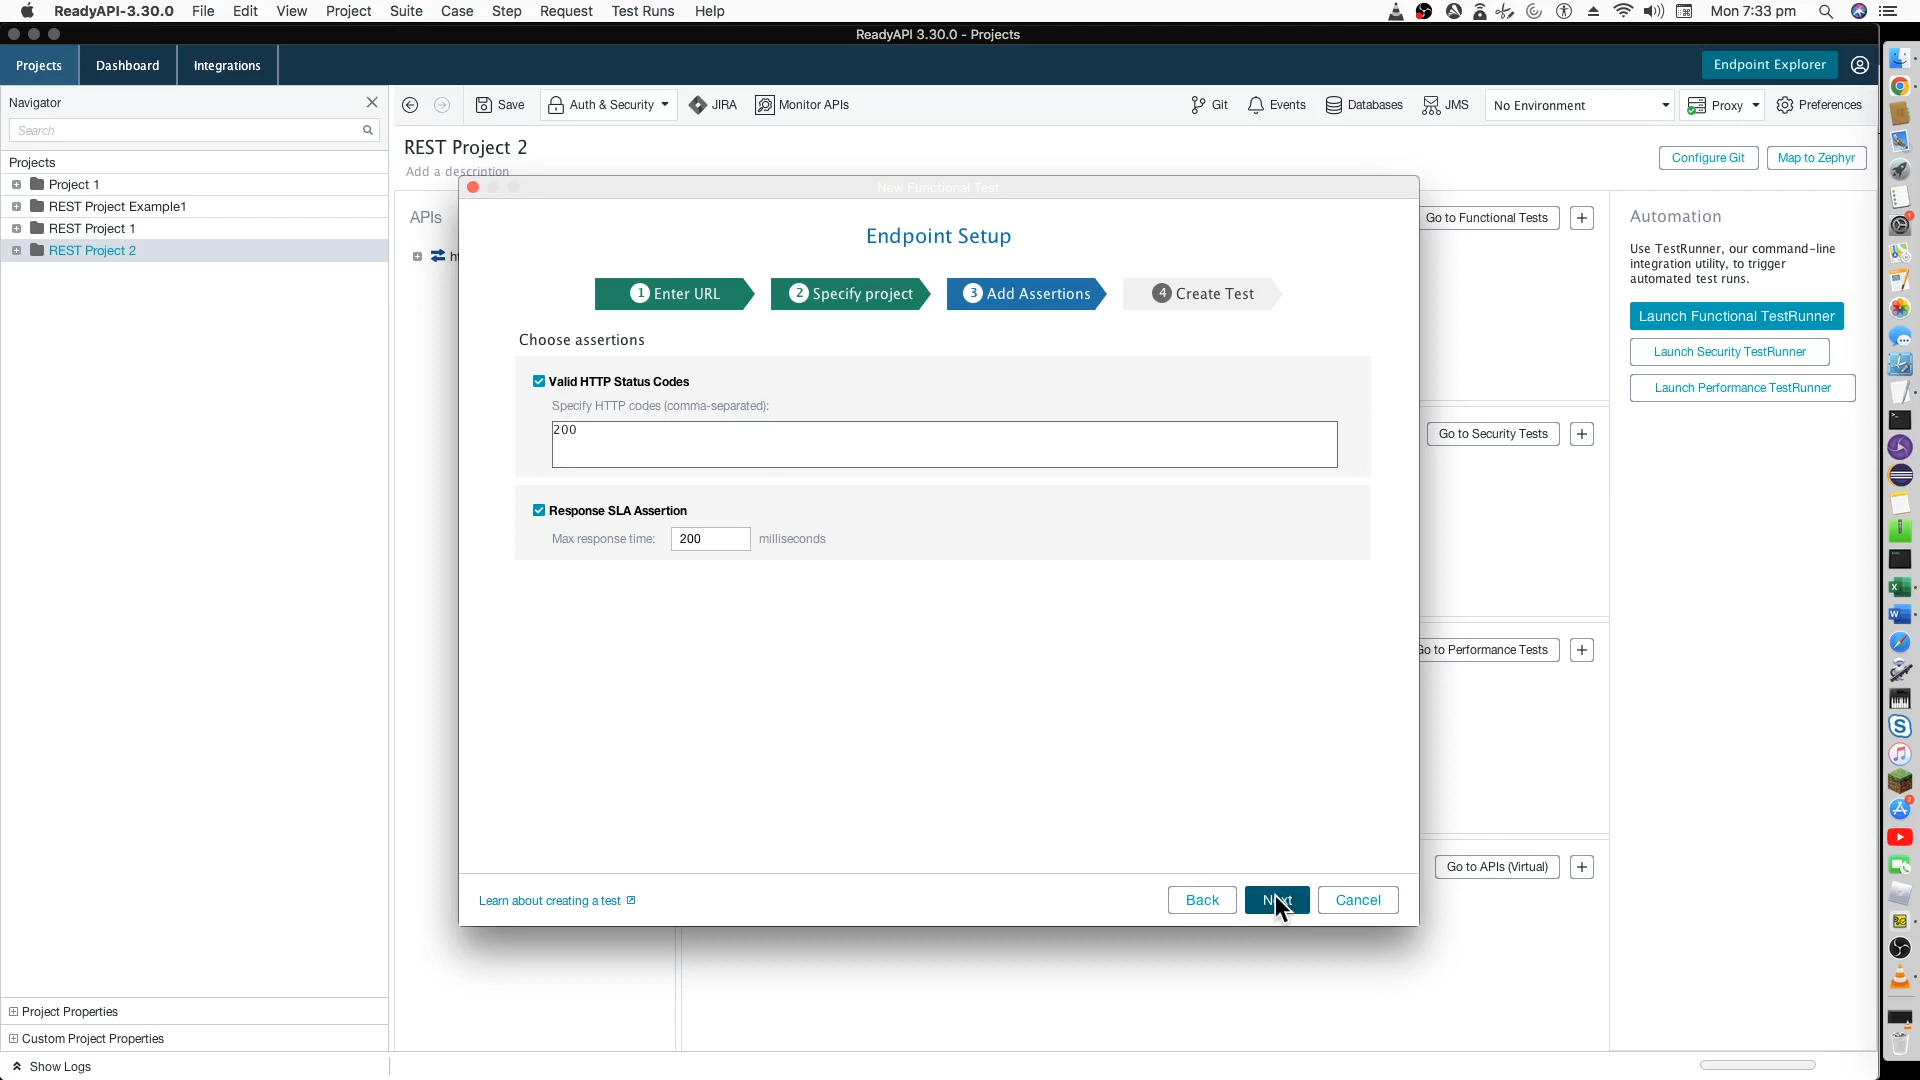 ReadyAPI-3.30.0 File Edit View Project Suite Case Step Request Test Runs Help Mon 7:33 pm
ReadyAPI 3.30.0 - Projects
Projects Dashboard Integrations Endpoint Explorer
Navigator
Save Auth & Security JIRA Monitor APIs Git Events Databases JMS No Environment Proxy Preferences
Search
REST Project 2
Add a description
Configure Git Map to Zephyr
Projects
Project 1
REST Project Example1
REST Project 1
REST Project 2
APIs
New Functional Test
Endpoint Setup
1 Enter URL 2 Specify project 3 Add Assertions 4 Create Test
Choose assertions
Valid HTTP Status Codes
Specify HTTP codes (comma-separated):
200
Response SLA Assertion
Max response time: 200 milliseconds
Learn about creating a test
Back Next Cancel
Go to Functional Tests
Go to Security Tests
Go to Performance Tests
Go to APIs (Virtual)
Automation
Use TestRunner, our command-line
integration utility, to trigger
automated test runs.
Launch Functional TestRunner
Launch Security TestRunner
Launch Performance TestRunner
Project Properties
Custom Project Properties
Show Logs